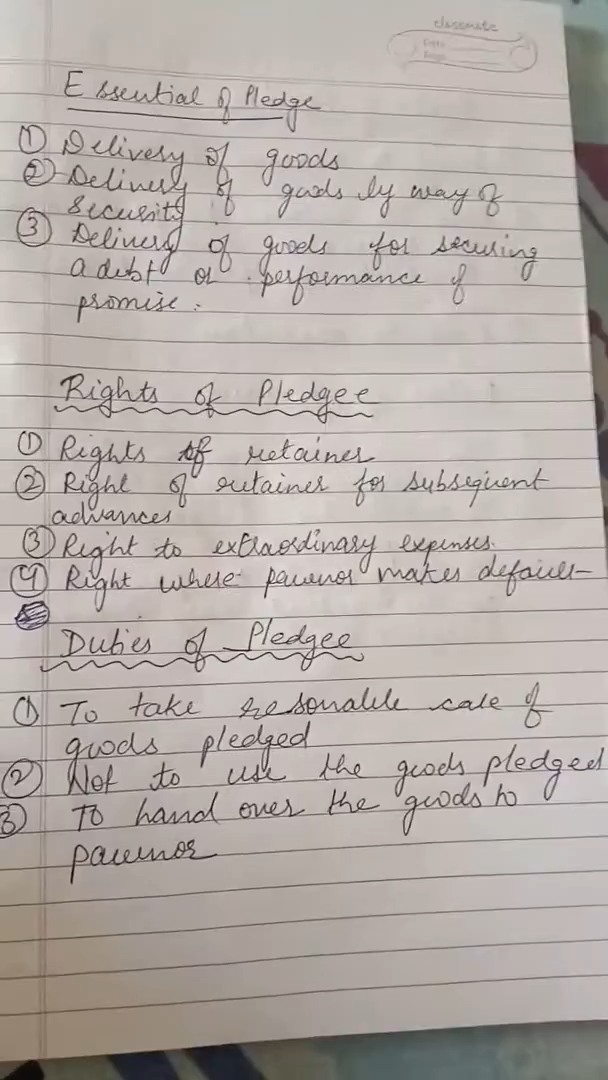 classmate
Date
Page
Essential of Pledge
① Delivery of goods
② Delivery of goods by way of
security
③ Delivery of goods for securing
a debt or performance of
promise.
Rights of Pledgee
① Rights of retainer
② Right of retainer for subsequent
advances
③ Right to extraordinary expenses.
④ Right where pawnor makes default
Duties of Pledgee
① To take resonable care of
goods pledged
② Not to use the goods pledged
③ To hand over the goods to
pawnor